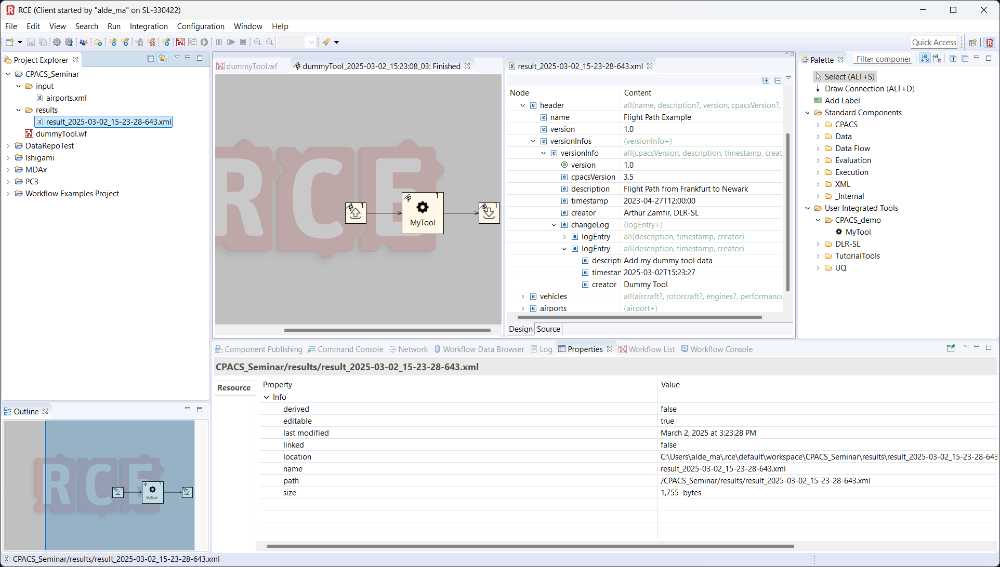 RCE (Client started by "alde_ma" on SL-330422)
File Edit View Search Run Integration Configuration Window Help
Quick Access
Project Explorer
CPACS_Seminar
input
airports.xml
results
result_2025-03-02_15-23-28-643.xml
dummyTool.wf
DataRepoTest
Ishigami
MDAx
PC3
Workflow Examples Project
Outline
RCE
MyTool
dummyTool.wf
dummyTool_2025-03-02_15:23:08_03: Finished
RCE
1
1
MyTool
1
result_2025-03-02_15-23-28-643.xml
Node Content
header all(name, description?, version, cpacsVersion?,
name Flight Path Example
version 1.0
versionInfos (versionInfo+)
versionInfo all(cpacsVersion, description, timestamp, creat
version 1.0
cpacsVersion 3.5
description Flight Path from Frankfurt to Newark
timestamp 2023-04-27T12:00:00
creator Arthur Zamfir, DLR-SL
changeLog (logEntry+)
logEntry all(description, timestamp, creator)
logEntry all(description, timestamp, creator)
descripti Add my dummy tool data
timestar 2025-03-02T15:23:27
creator Dummy Tool
vehicles all(aircraft?, rotorcraft?, engines?, performance
airports (airport+)
Design Source
Palette
Filter componer
Select (ALT+S)
Draw Connection (ALT+D)
Add Label
Standard Components
CPACS
Data
Data Flow
Evaluation
Execution
XML
_Internal
User Integrated Tools
CPACS_demo
MyTool
DLR-SL
TutorialTools
UQ
Component Publishing Command Console Network Workflow Data Browser Log Properties Workflow List Workflow Console
CPACS_Seminar/results/result_2025-03-02_15-23-28-643.xml
Resource
Property Value
Info
derived false
editable true
last modified March 2, 2025 at 3:23:28 PM
linked false
location C:\Users\alde_ma\.rce\default\workspace\CPACS_Seminar\results\result_2025-03-02_15-23-28-643
name result_2025-03-02_15-23-28-643.xml
path /CPACS_Seminar/results/result_2025-03-02_15-23-28-643.xml
size 1,755 bytes
CPACS_Seminar/results/result_2025-03-02_15-23-28-643.xml